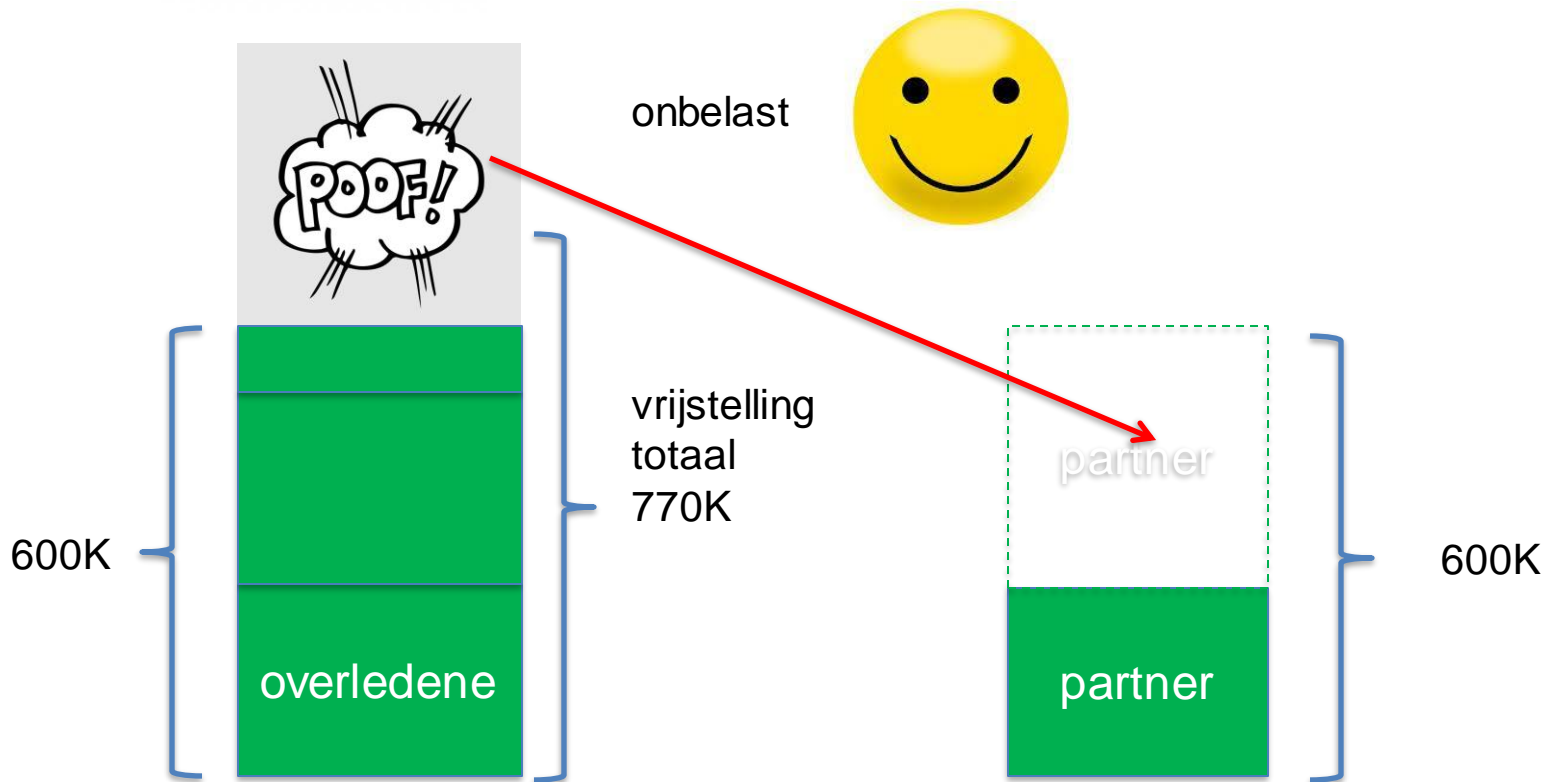 POOF!
onbelast
vrijstelling
totaal
770K
partner
600K
600K
overledene
partner